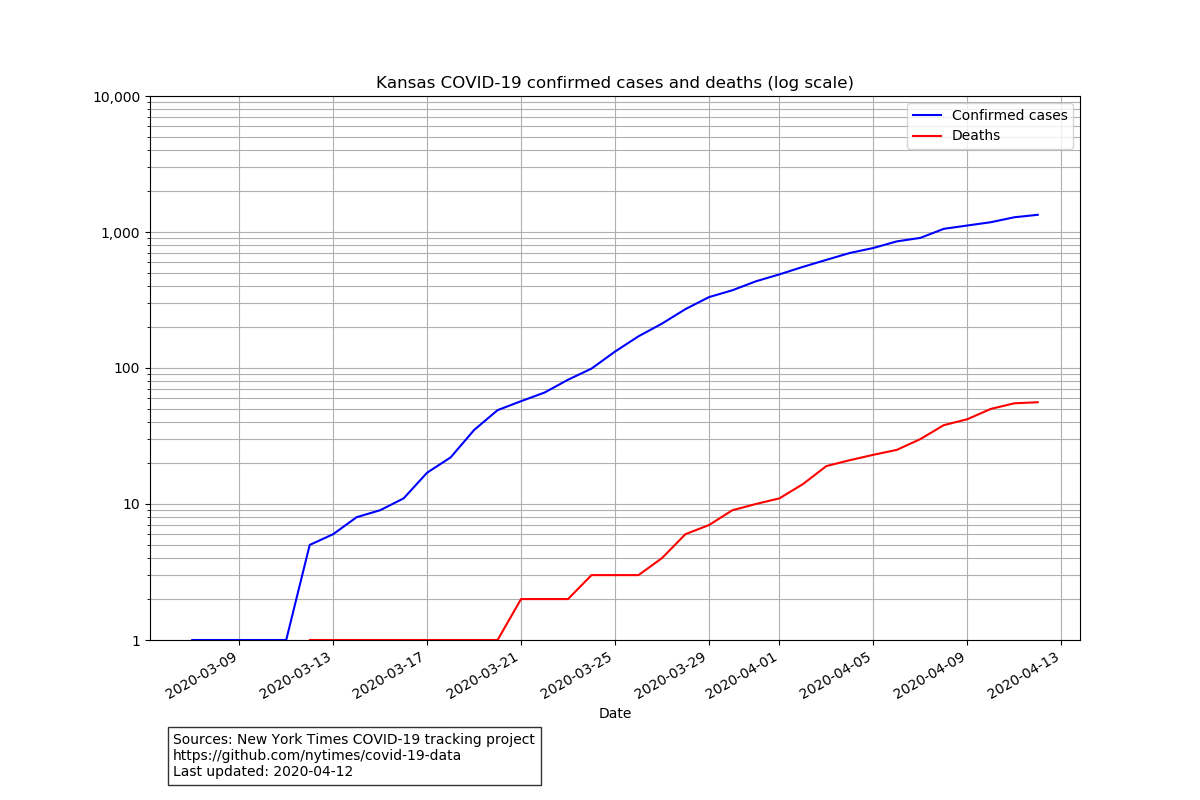 Kansas COVID-19 confirmed cases and deaths (log scale)
10,000
1,000
100
10
1
Confirmed cases
Deaths
2020-03-09
2020-03-13
2020-03-17
2020-03-21
2020-03-25
2020-03-29
2020-04-01
2020-04-05
2020-04-09
2020-04-13
Date
Sources: New York Times COVID-19 tracking project
https://github.com/nytimes/covid-19-data
Last updated: 2020-04-12